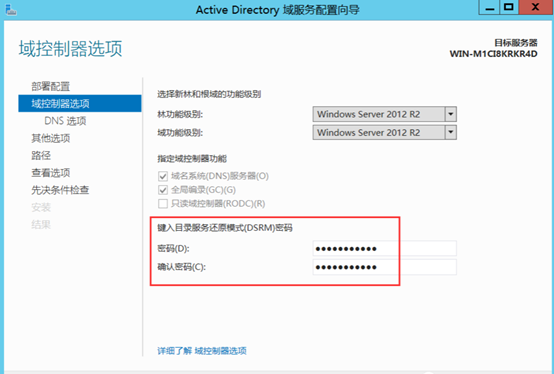 Active Directory 域服务配置向导
域控制器选项
目标服务器
WIN-M1CI8KRKR4D
部署配置
域控制器选项
DNS 选项
其他选项
路径
查看选项
先决条件检查
安装
结果
选择新林和根域的功能级别
林功能级别: Windows Server 2012 R2
域功能级别: Windows Server 2012 R2
指定域控制器功能
域名系统(DNS)服务器(O)
全局编录(GC)(G)
只读域控制器(RODC)(R)
键入目录服务还原模式(DSRM)密码
密码(D): ●●●●●●●●●●●
确认密码(C): ●●●●●●●●●●●
详细了解 域控制器选项